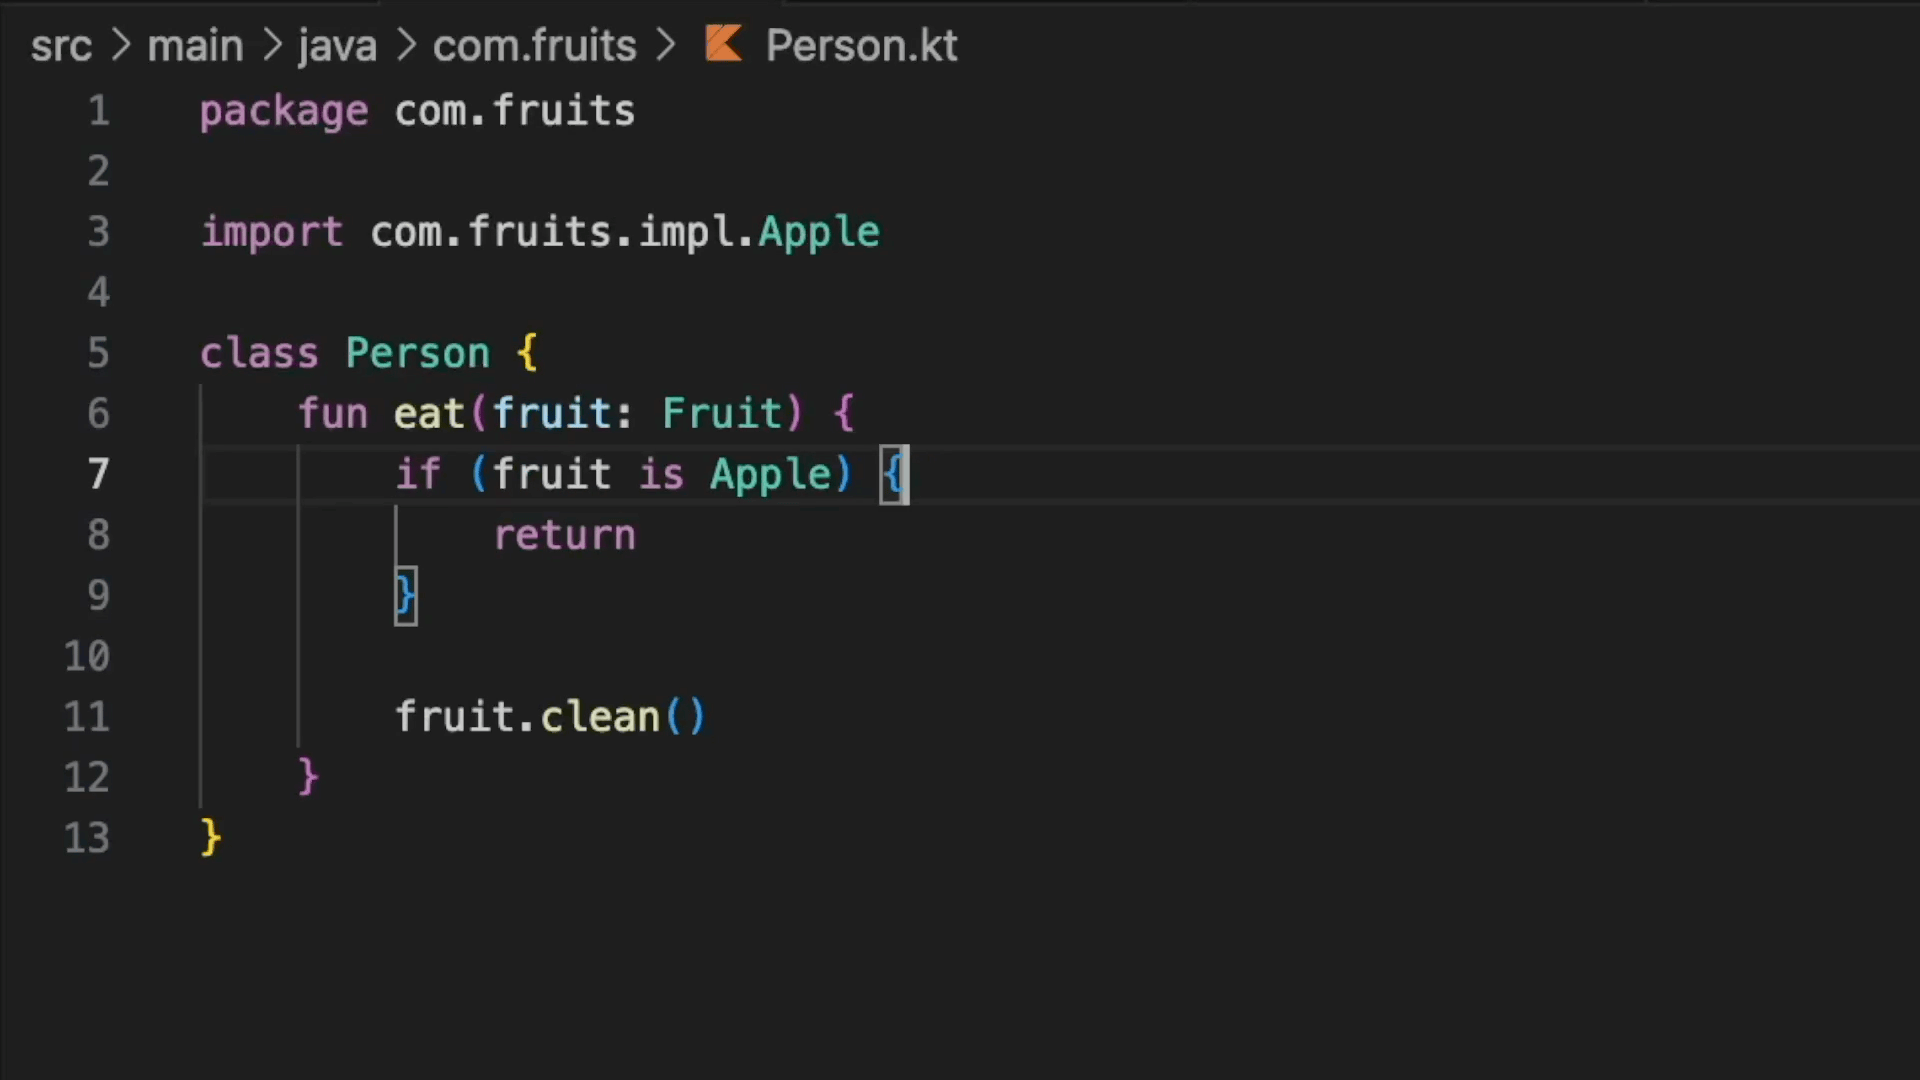 src > main > java > com.fruits > Person.kt
1 package com.fruits
2
3 import com.fruits.impl.Apple
4
5 class Person {
6     fun eat(fruit: Fruit) {
7         if (fruit is Apple) {
8             return
9         }
10
11         fruit.clean()
12     }
13 }